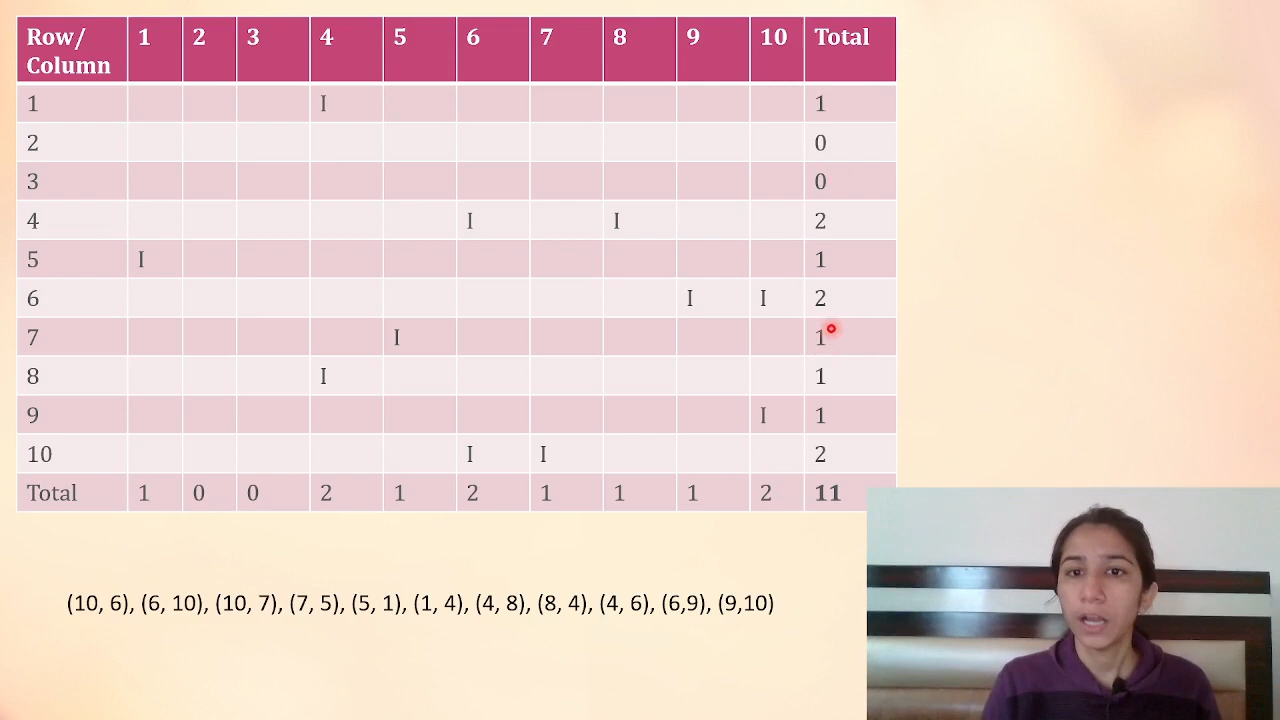 Row/ Column 1 2 3 4 5 6 7 8 9 10 Total
1 I 1
2 0
3 0
4 I I 2
5 I 1
6 I I 2
7 I 1
8 I 1
9 I 1
10 I I 2
Total 1 0 0 2 1 2 1 1 1 2 11
(10, 6), (6, 10), (10, 7), (7, 5), (5, 1), (1, 4), (4, 8), (8, 4), (4, 6), (6,9), (9,10)